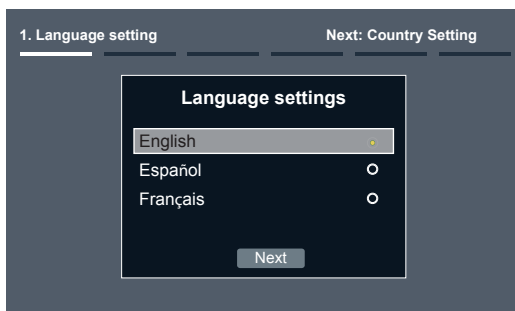 1. Language setting Next: Country Setting
Language settings
English
Español
Français
Next